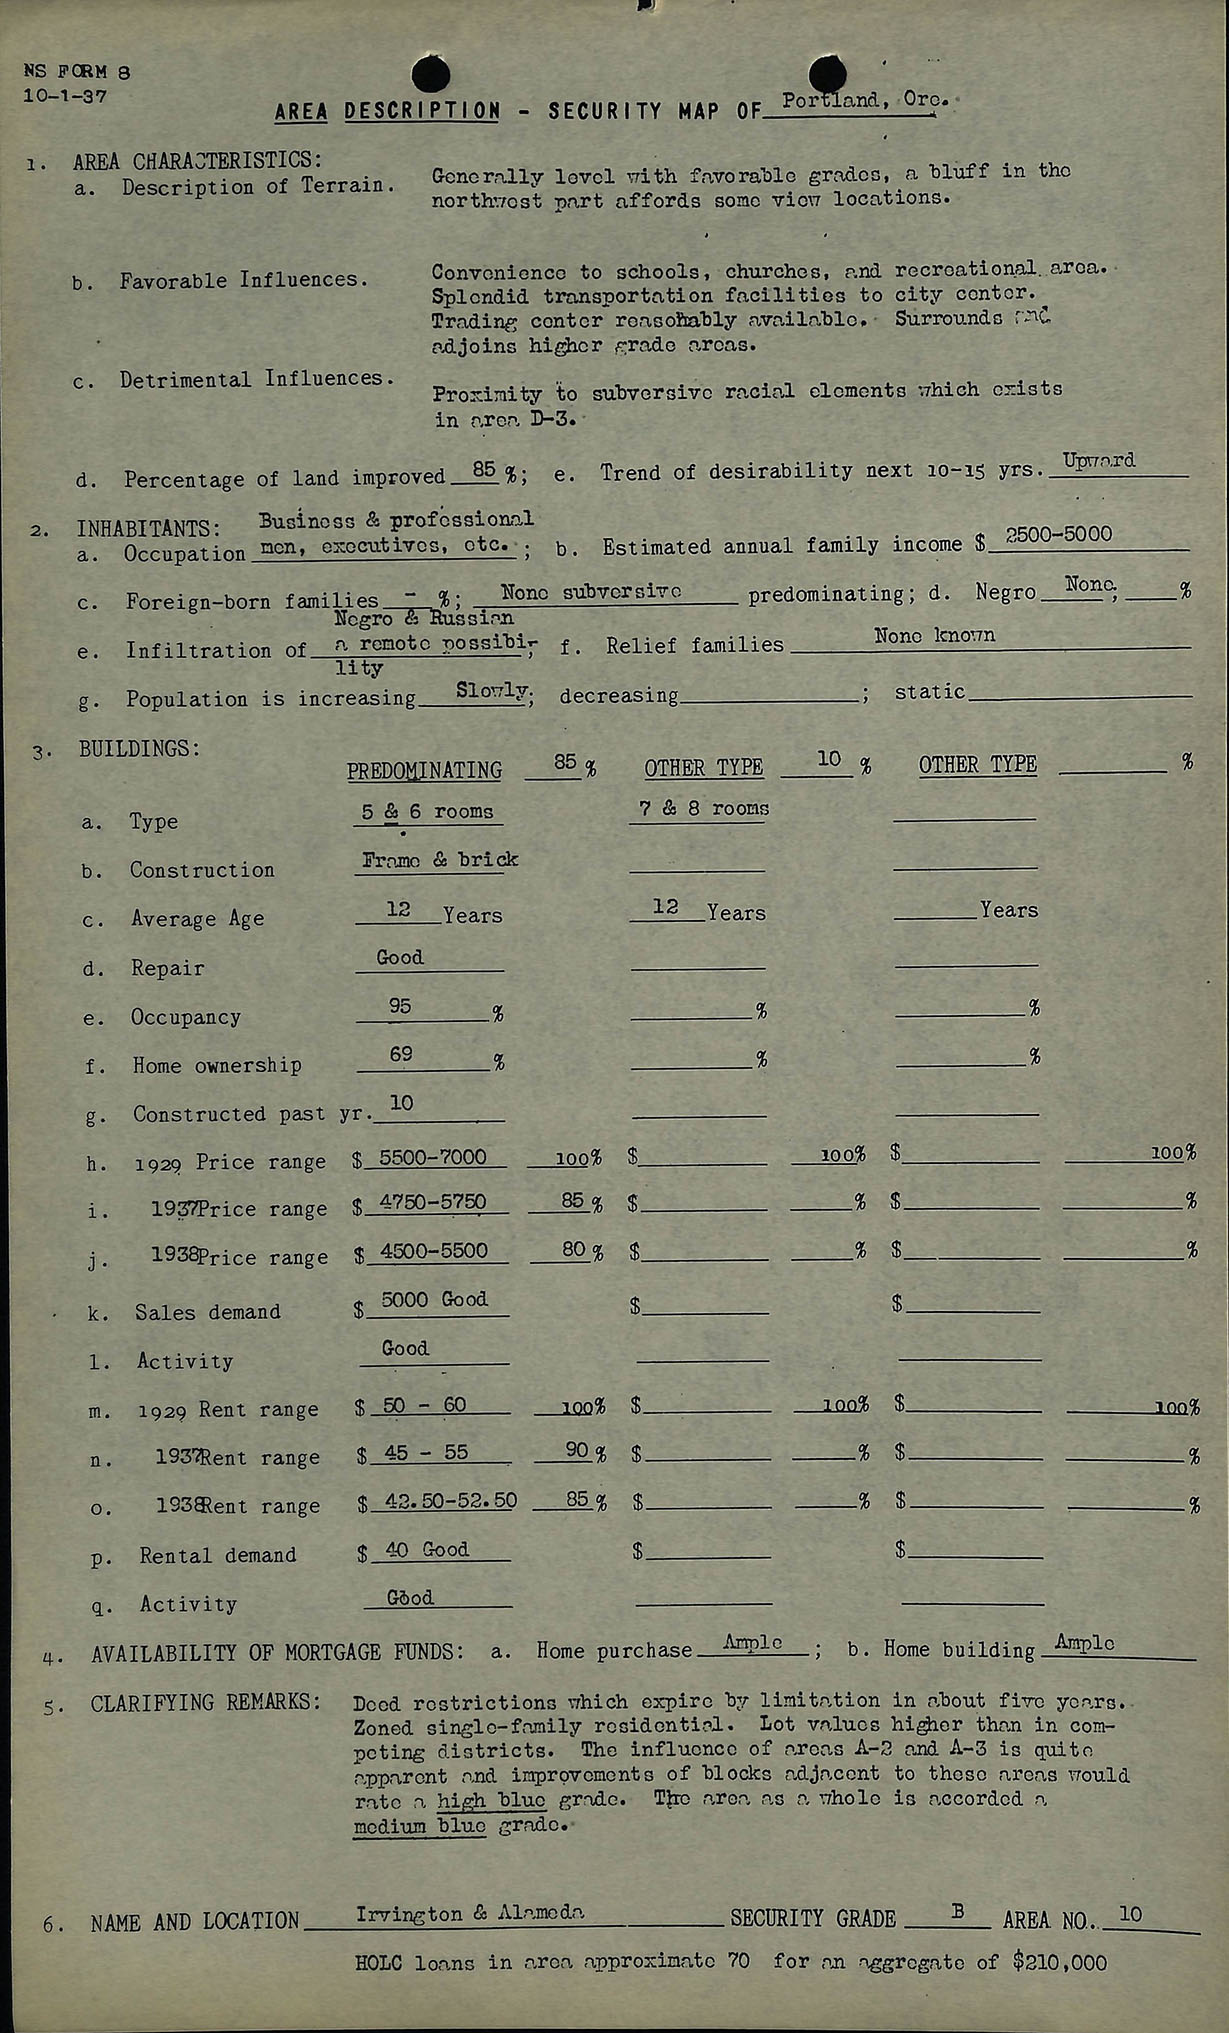 NS FORM 8
10-1-37
AREA DESCRIPTION - SECURITY MAP OF Portland, Ore.
1. AREA CHARACTERISTICS:
a. Description of Terrain. Generally level with favorable grades, a bluff in the
northwest part affords some view locations.
b. Favorable Influences. Convenience to schools, churches, and recreational area.
Splendid transportation facilities to city center.
Trading center reasonably available. Surrounds and
adjoins higher grade areas.
c. Detrimental Influences. Proximity to subversive racial elements which exists
in area D-3.
d. Percentage of land improved 85 %; e. Trend of desirability next 10-15 yrs. Upward
2. INHABITANTS: Business & professional
a. Occupation men, executives, etc. ; b. Estimated annual family income $ 2500-5000
c. Foreign-born families - %; None subversive predominating; d. Negro None; %
Negro & Russian
e. Infiltration of a remote possibi-; f. Relief families None known
lity
g. Population is increasing Slowly; decreasing ; static
3. BUILDINGS:
PREDOMINATING 85 % OTHER TYPE 10 % OTHER TYPE %
a. Type 5 & 6 rooms 7 & 8 rooms
b. Construction Frame & brick
c. Average Age 12 Years 12 Years Years
d. Repair Good
e. Occupancy 95 % % %
f. Home ownership 69 % % %
g. Constructed past yr. 10
h. 1929 Price range $ 5500-7000 100% $ 100% $ 100%
i. 1937 Price range $ 4750-5750 85 % $ % $ %
j. 1938 Price range $ 4500-5500 80 % $ % $ %
k. Sales demand $ 5000 Good $ $
l. Activity Good
m. 1929 Rent range $ 50 - 60 100% $ 100% $ 100%
n. 1937 Rent range $ 45 - 55 90 % $ % $ %
o. 1938 Rent range $ 42.50-52.50 85 % $ % $ %
p. Rental demand $ 40 Good $ $
q. Activity Good
4. AVAILABILITY OF MORTGAGE FUNDS: a. Home purchase Ample ; b. Home building Ample
5. CLARIFYING REMARKS: Deed restrictions which expire by limitation in about five years.
Zoned single-family residential. Lot values higher than in com-
peting districts. The influence of areas A-2 and A-3 is quite
apparent and improvements of blocks adjacent to these areas would
rate a high blue grade. The area as a whole is accorded a
medium blue grade.
6. NAME AND LOCATION Irvington & Alameda SECURITY GRADE B AREA NO. 10
HOLC loans in area approximate 70 for an aggregate of $210,000